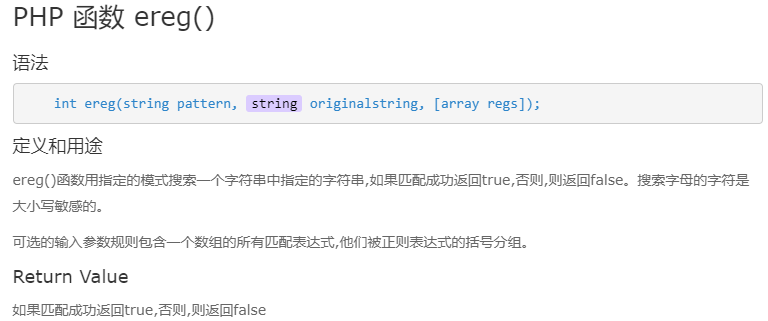 PHP 函数 ereg()
语法
int ereg(string pattern, string originalstring, [array regs]);
定义和用途
ereg()函数用指定的模式搜索一个字符串中指定的字符串,如果匹配成功返回true,否则,则返回false。搜索字母的字符是
大小写敏感的。
可选的输入参数规则包含一个数组的所有匹配表达式,他们被正则表达式的括号分组。
Return Value
如果匹配成功返回true,否则,则返回false